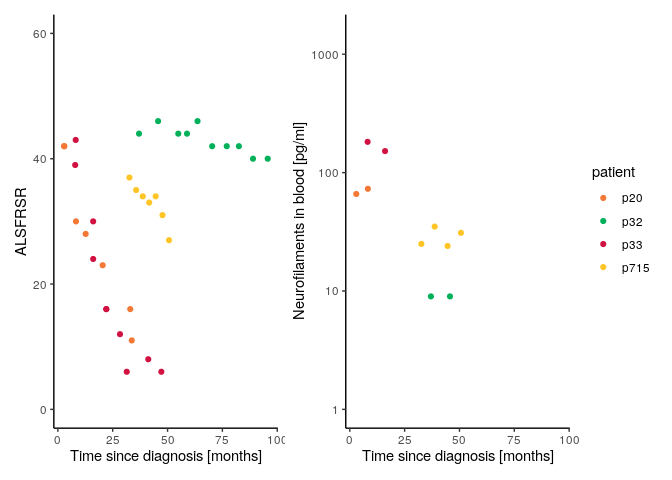 ALSFRSR
60
40
20
0
0
25
50
75
100
Time since diagnosis [months]
Neurofilaments in blood [pg/ml]
1000
100
10
1
0
25
50
75
100
Time since diagnosis [months]
patient
p20
p32
p33
p715